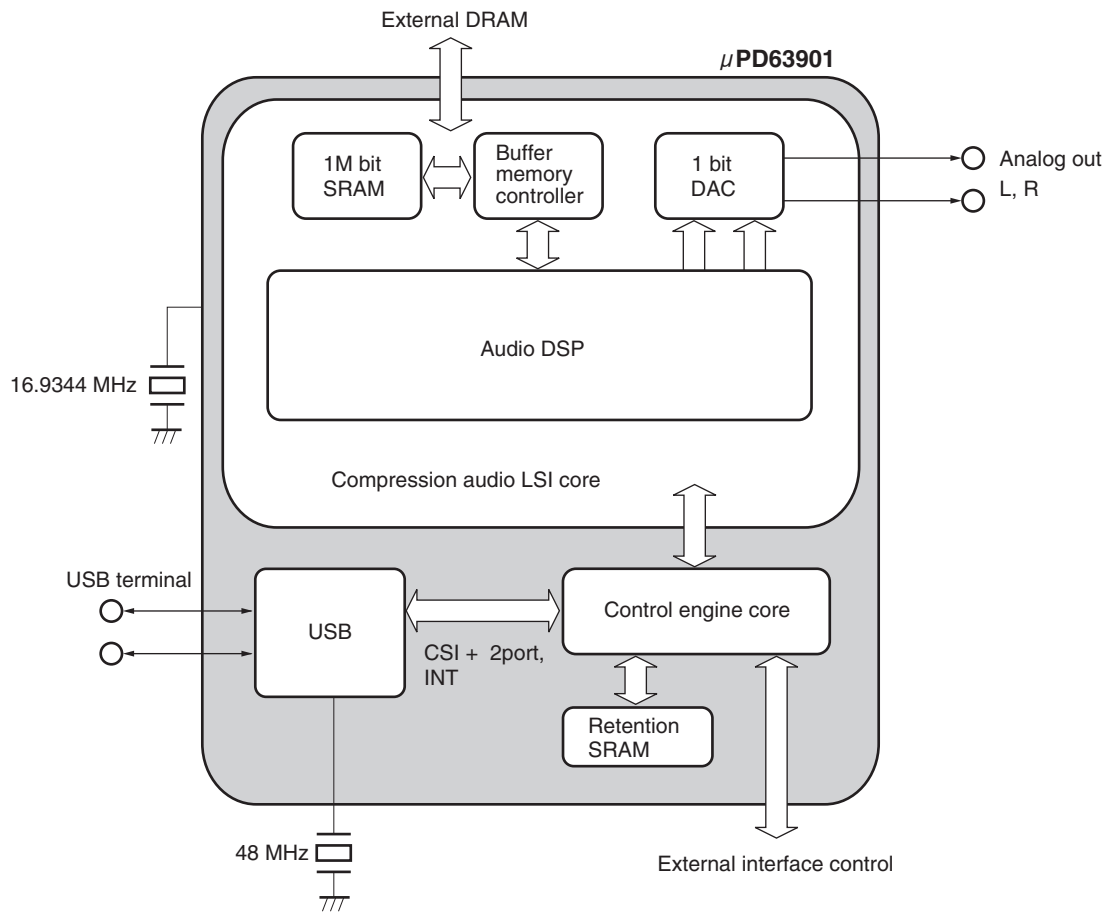 External DRAM
μPD63901
1M bit
SRAM
Buffer
memory
controller
1 bit
DAC
Analog out
L, R
Audio DSP
16.9344 MHz
Compression audio LSI core
USB terminal
USB
Control engine core
CSI + 2port,
INT
Retention
SRAM
48 MHz
External interface control